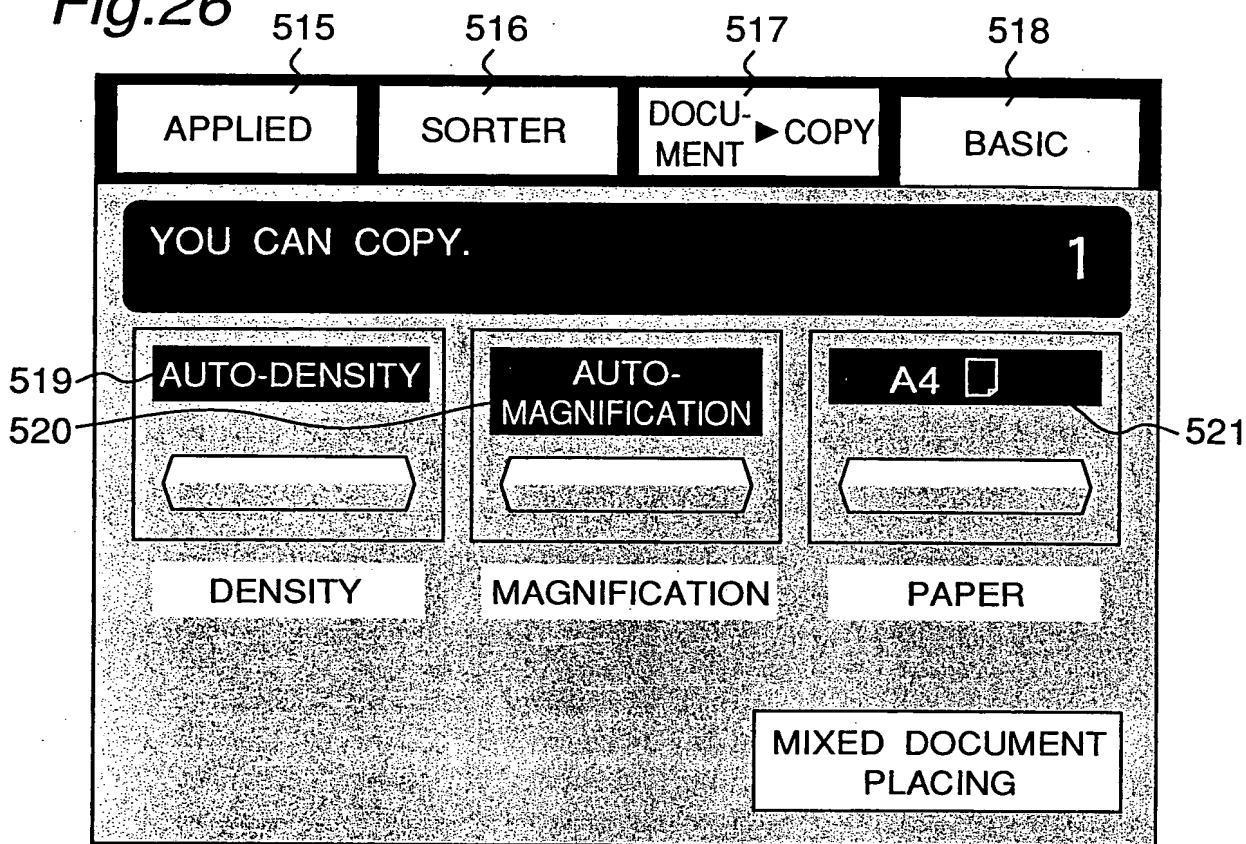 Fig.26
515 516 517 518
APPLIED SORTER DOCU-MENT ▶ COPY BASIC
YOU CAN COPY. 1
519 AUTO-DENSITY
520 AUTO-
MAGNIFICATION
A4 521
DENSITY MAGNIFICATION PAPER
MIXED DOCUMENT
PLACING